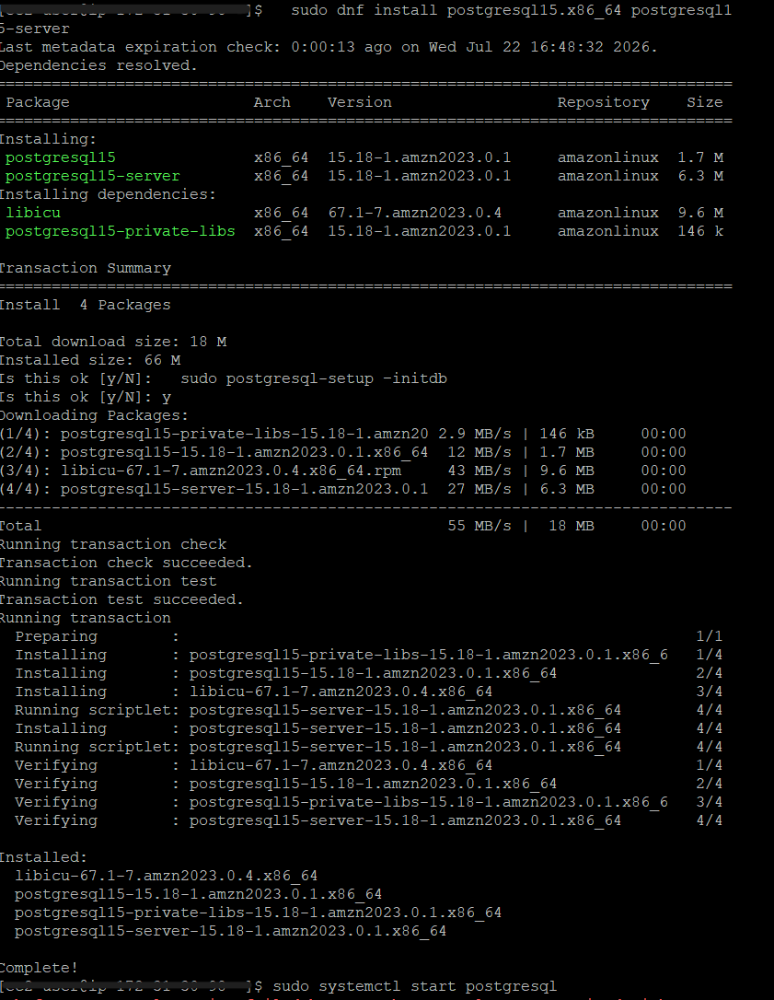 ]$   sudo dnf install postgresql15.x86_64 postgresql1
5-server
Last metadata expiration check: 0:00:13 ago on Wed Jul 22 16:48:32 2026.
Dependencies resolved.
================================================================================
 Package                    Arch    Version                  Repository    Size
================================================================================
Installing:
 postgresql15               x86_64  15.18-1.amzn2023.0.1     amazonlinux  1.7 M
 postgresql15-server        x86_64  15.18-1.amzn2023.0.1     amazonlinux  6.3 M
Installing dependencies:
 libicu                     x86_64  67.1-7.amzn2023.0.4      amazonlinux  9.6 M
 postgresql15-private-libs  x86_64  15.18-1.amzn2023.0.1     amazonlinux  146 k

Transaction Summary
================================================================================
Install  4 Packages

Total download size: 18 M
Installed size: 66 M
Is this ok [y/N]:   sudo postgresql-setup –initdb
Is this ok [y/N]: y
Downloading Packages:
(1/4): postgresql15-private-libs-15.18-1.amzn20 2.9 MB/s | 146 kB     00:00
(2/4): postgresql15-15.18-1.amzn2023.0.1.x86_64  12 MB/s | 1.7 MB     00:00
(3/4): libicu-67.1-7.amzn2023.0.4.x86_64.rpm     43 MB/s | 9.6 MB     00:00
(4/4): postgresql15-server-15.18-1.amzn2023.0.1  27 MB/s | 6.3 MB     00:00
--------------------------------------------------------------------------------
Total                                            55 MB/s |  18 MB     00:00
Running transaction check
Transaction check succeeded.
Running transaction test
Transaction test succeeded.
Running transaction
  Preparing        :                                                         1/1
  Installing       : postgresql15-private-libs-15.18-1.amzn2023.0.1.x86_6   1/4
  Installing       : postgresql15-15.18-1.amzn2023.0.1.x86_64               2/4
  Installing       : libicu-67.1-7.amzn2023.0.4.x86_64                      3/4
  Running scriptlet: postgresql15-server-15.18-1.amzn2023.0.1.x86_64        4/4
  Installing       : postgresql15-server-15.18-1.amzn2023.0.1.x86_64        4/4
  Running scriptlet: postgresql15-server-15.18-1.amzn2023.0.1.x86_64        4/4
  Verifying        : libicu-67.1-7.amzn2023.0.4.x86_64                      1/4
  Verifying        : postgresql15-15.18-1.amzn2023.0.1.x86_64               2/4
  Verifying        : postgresql15-private-libs-15.18-1.amzn2023.0.1.x86_6   3/4
  Verifying        : postgresql15-server-15.18-1.amzn2023.0.1.x86_64        4/4

Installed:
  libicu-67.1-7.amzn2023.0.4.x86_64
  postgresql15-15.18-1.amzn2023.0.1.x86_64
  postgresql15-private-libs-15.18-1.amzn2023.0.1.x86_64
  postgresql15-server-15.18-1.amzn2023.0.1.x86_64

Complete!
]$ sudo systemctl start postgresql